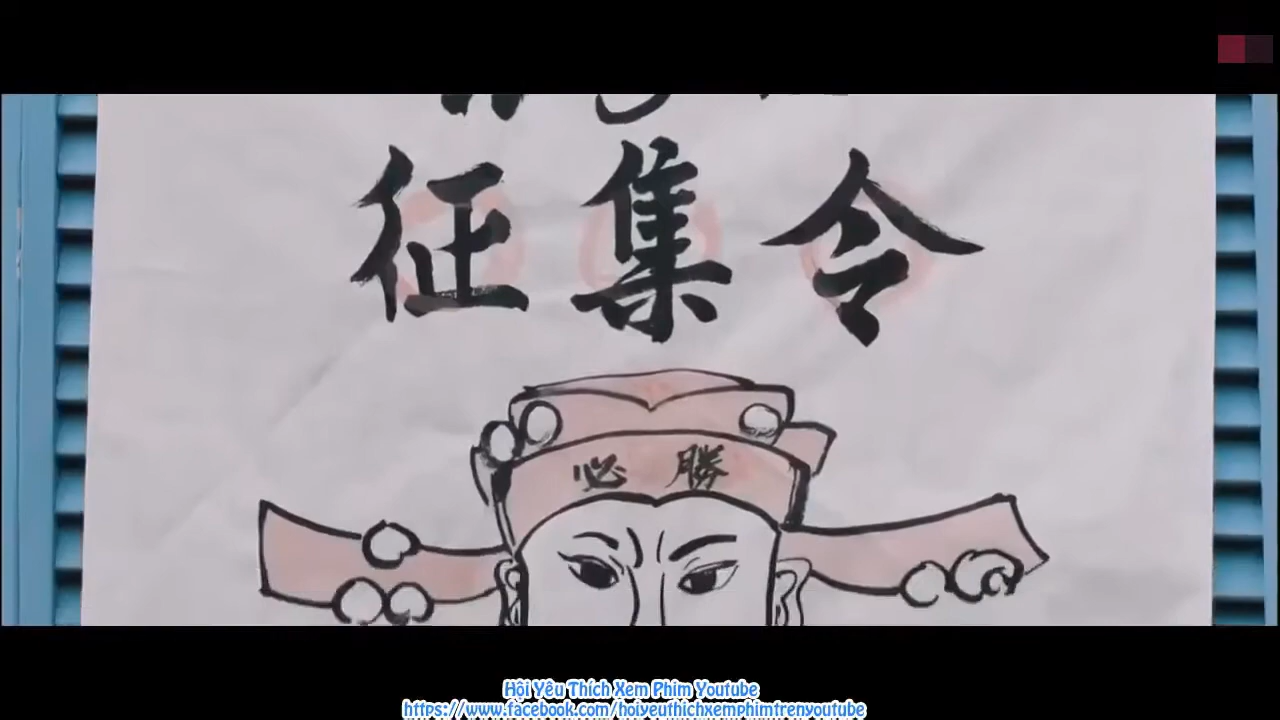 征集令
必勝
Hội Yêu Thích Xem Phim Youtube
https://www.facebook.com/hoiyeuthichxemphimtrenyoutube